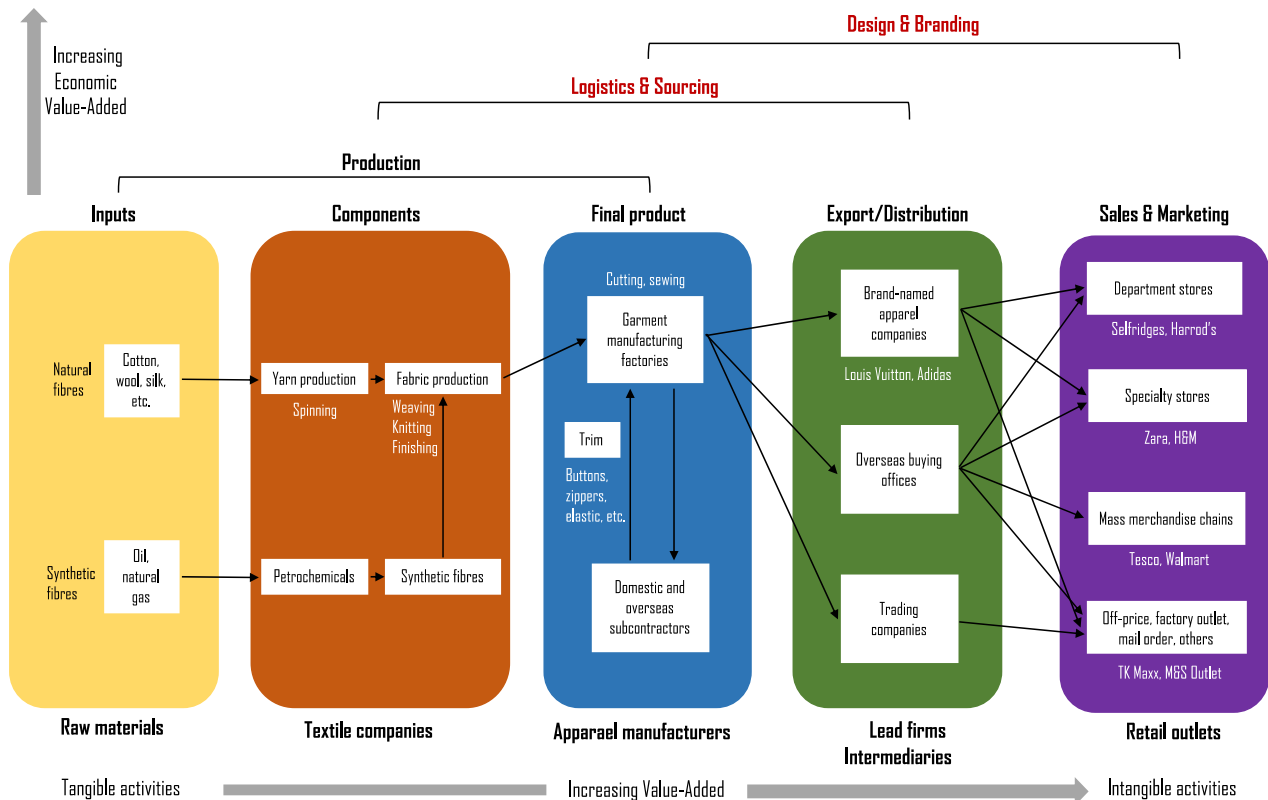 Increasing
Economic
Value-Added
Design & Branding
Logistics & Sourcing
Production
Inputs
Components
Final product
Export/Distribution
Sales & Marketing
Natural
fibres
Cotton,
wool, silk,
etc.
Synthetic
fibres
Oil,
natural
gas
Yarn production
Spinning
Fabric production
Weaving
Knitting
Finishing
Petrochemicals
Synthetic fibres
Cutting, sewing
Garment
manufacturing
factories
Trim
Buttons,
zippers,
elastic, etc.
Domestic and
overseas
subcontractors
Brand-named
apparel
companies
Louis Vuitton, Adidas
Overseas buying
offices
Trading
companies
Department stores
Selfridges, Harrod's
Specialty stores
Zara, H&M
Mass merchandise chains
Tesco, Walmart
Off-price, factory outlet,
mail order, others
TK Maxx, M&S Outlet
Raw materials
Textile companies
Apparael manufacturers
Lead firms
Intermediaries
Retail outlets
Tangible activities
Increasing Value-Added
Intangible activities